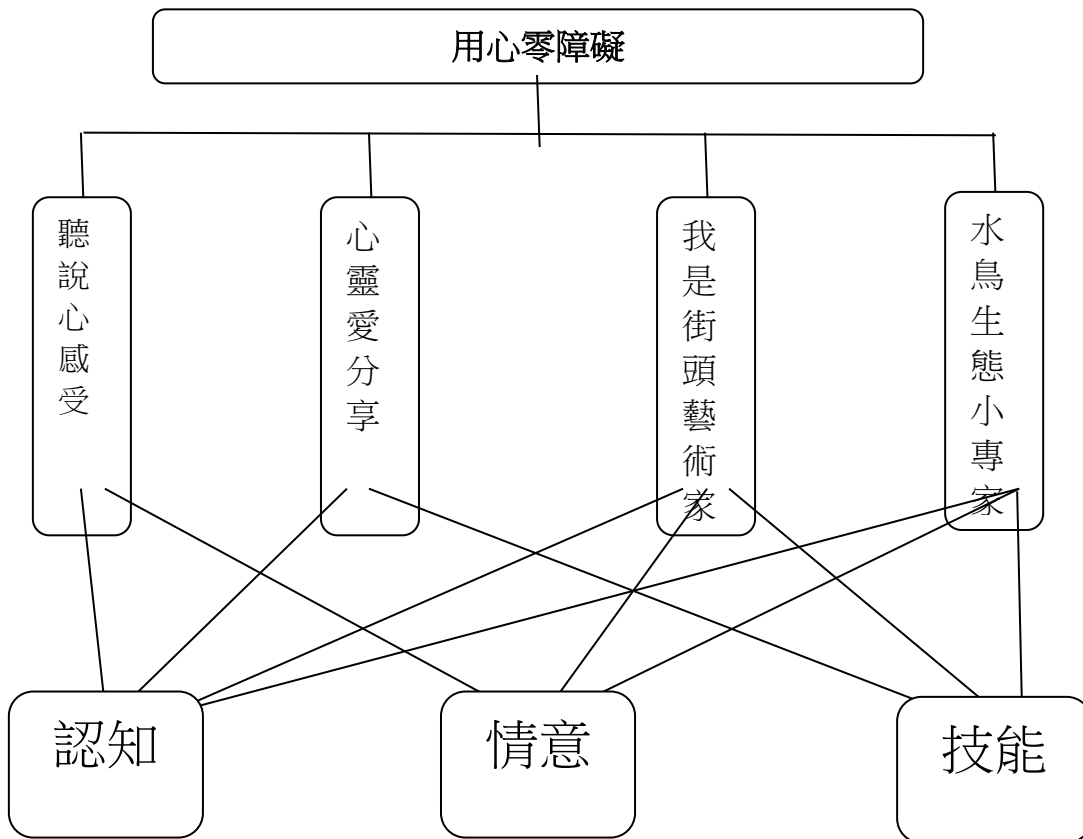 用心零障礙
聽說心感受
心靈愛分享
我是街頭藝術家
水鳥生態小專家
認知
情意
技能